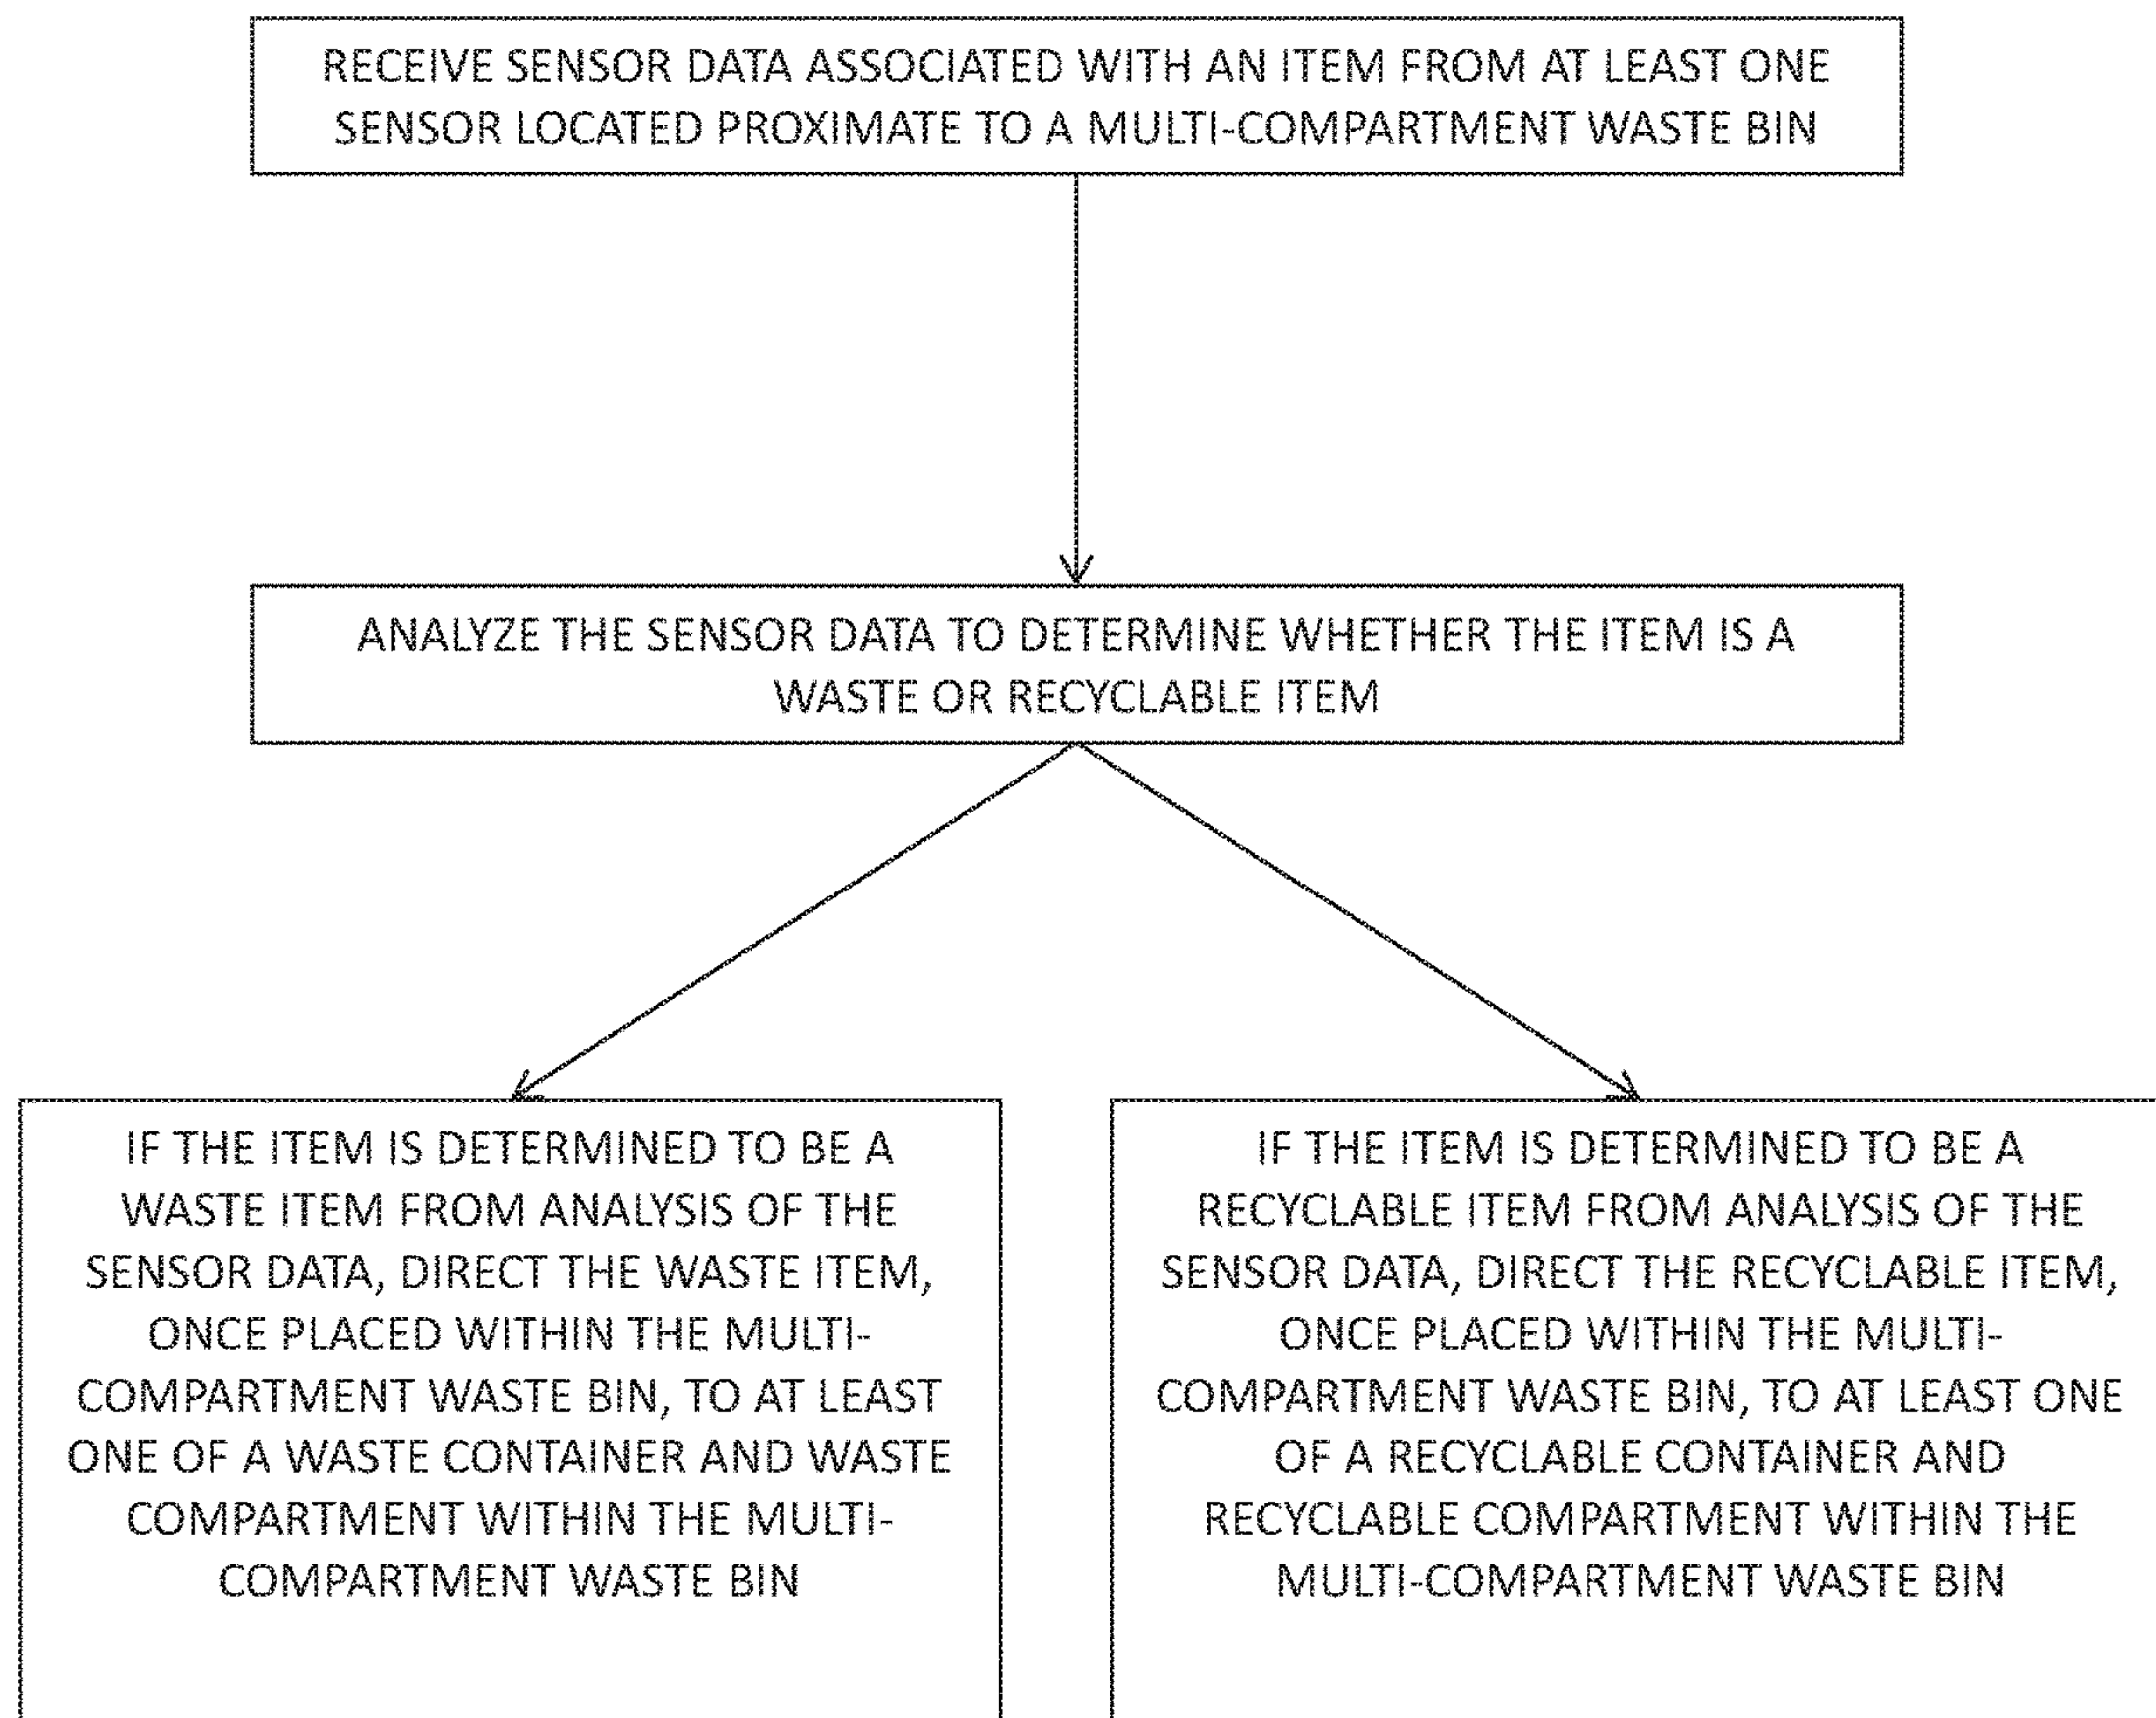 RECEIVE SENSOR DATA ASSOCIATED WITH AN ITEM FROM AT LEAST ONE
SENSOR LOCATED PROXIMATE TO A MULTI-COMPARTMENT WASTE BIN
ANALYZE THE SENSOR DATA TO DETERMINE WHETHER THE ITEM IS A
WASTE OR RECYCLABLE ITEM
IF THE ITEM IS DETERMINED TO BE A
WASTE ITEM FROM ANALYSIS OF THE
SENSOR DATA, DIRECT THE WASTE ITEM,
ONCE PLACED WITHIN THE MULTI-
COMPARTMENT WASTE BIN, TO AT LEAST
ONE OF A WASTE CONTAINER AND WASTE
COMPARTMENT WITHIN THE MULTI-
COMPARTMENT WASTE BIN
IF THE ITEM IS DETERMINED TO BE A
RECYCLABLE ITEM FROM ANALYSIS OF THE
SENSOR DATA, DIRECT THE RECYCLABLE ITEM,
ONCE PLACED WITHIN THE MULTI-
COMPARTMENT WASTE BIN, TO AT LEAST ONE
OF A RECYCLABLE CONTAINER AND
RECYCLABLE COMPARTMENT WITHIN THE
MULTI-COMPARTMENT WASTE BIN